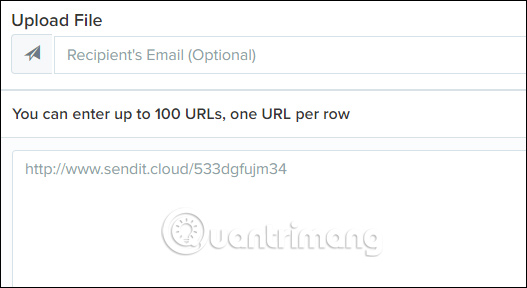 Upload File
Recipient's Email (Optional)
You can enter up to 100 URLs, one URL per row
http://www.sendit.cloud/533dgfujm34
Quantrimang